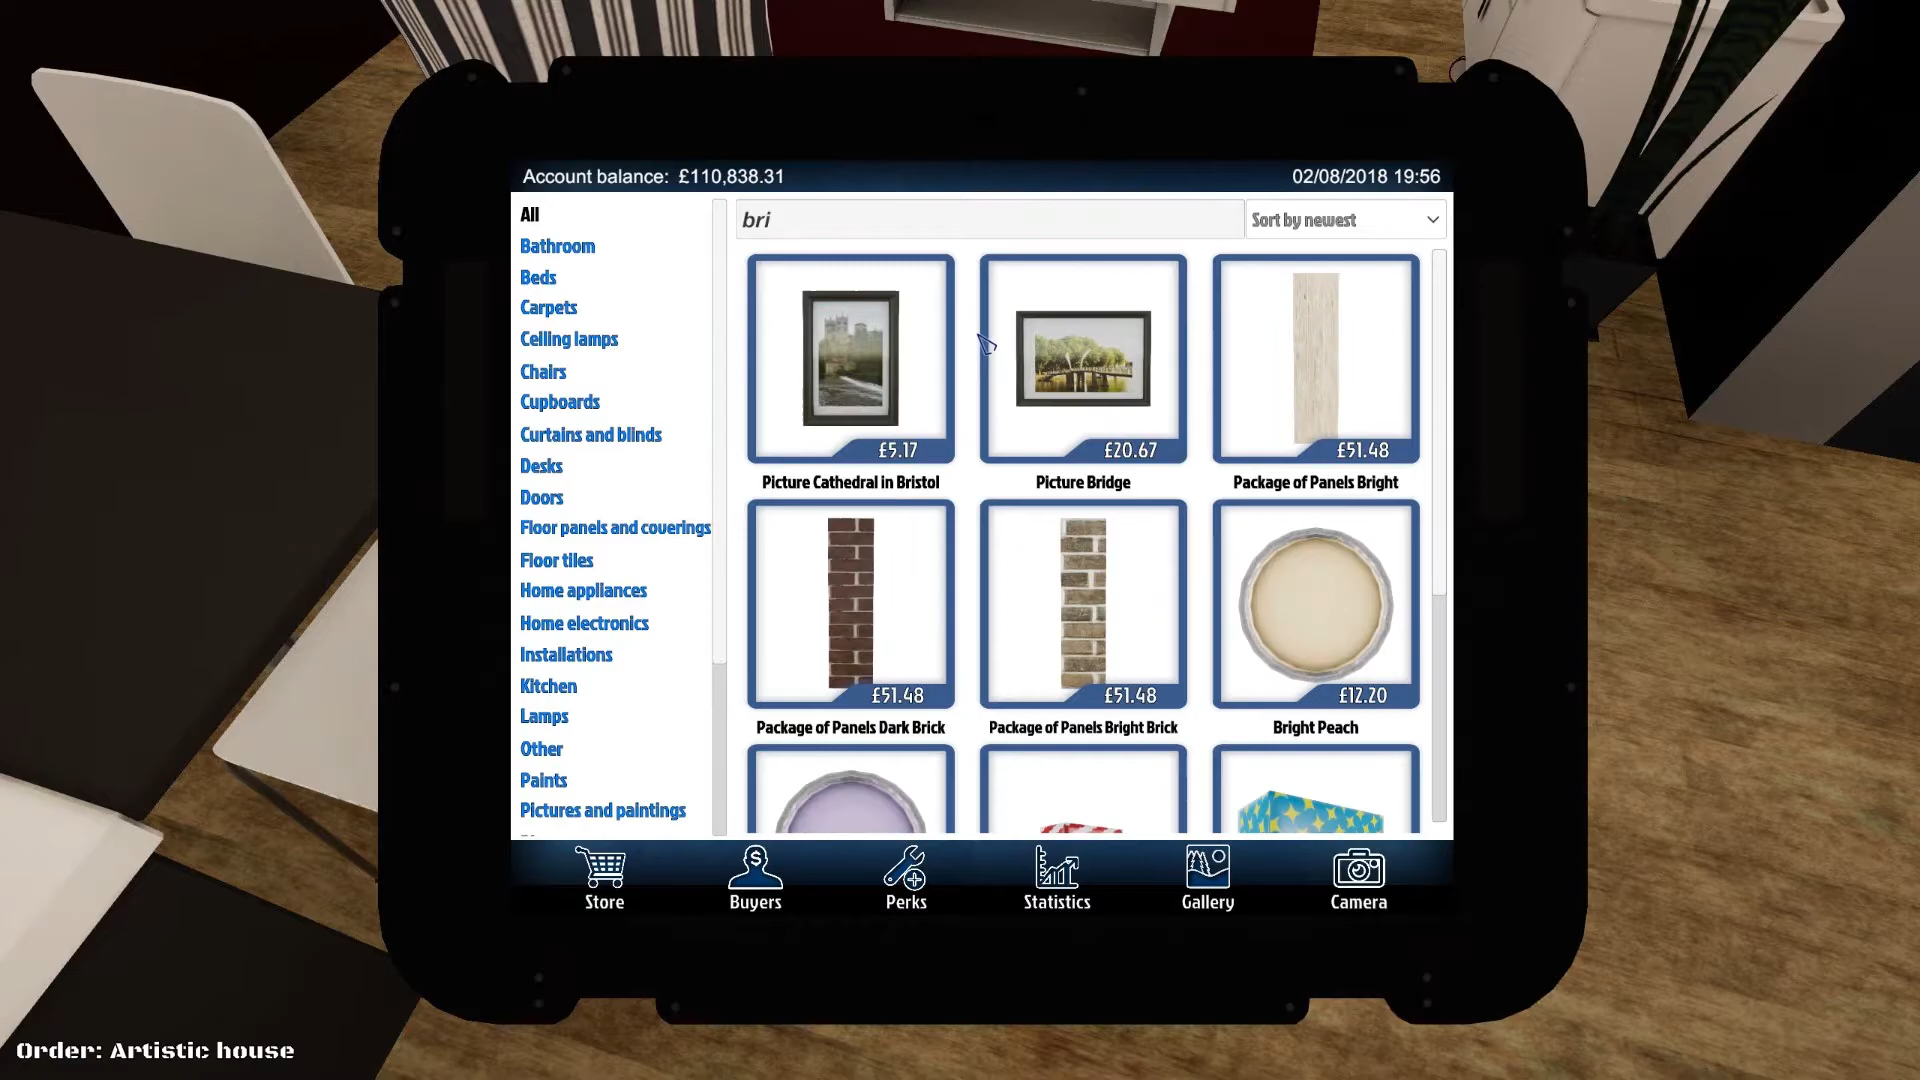 Account balance: £110,838.31
02/08/2018 19:56
All
Bathroom
Beds
Carpets
Ceiling lamps
Chairs
Cupboards
Curtains and blinds
Desks
Doors
Floor panels and coverings
Floor tiles
Home appliances
Home electronics
Installations
Kitchen
Lamps
Other
Paints
Pictures and paintings
bri
Sort by newest
£5.17
£20.67
£51.48
Picture Cathedral in Bristol
Picture Bridge
Package of Panels Bright
£51.48
£51.48
£12.20
Package of Panels Dark Brick
Package of Panels Bright Brick
Bright Peach
Store
Buyers
Perks
Statistics
Gallery
Camera
Order: Artistic house